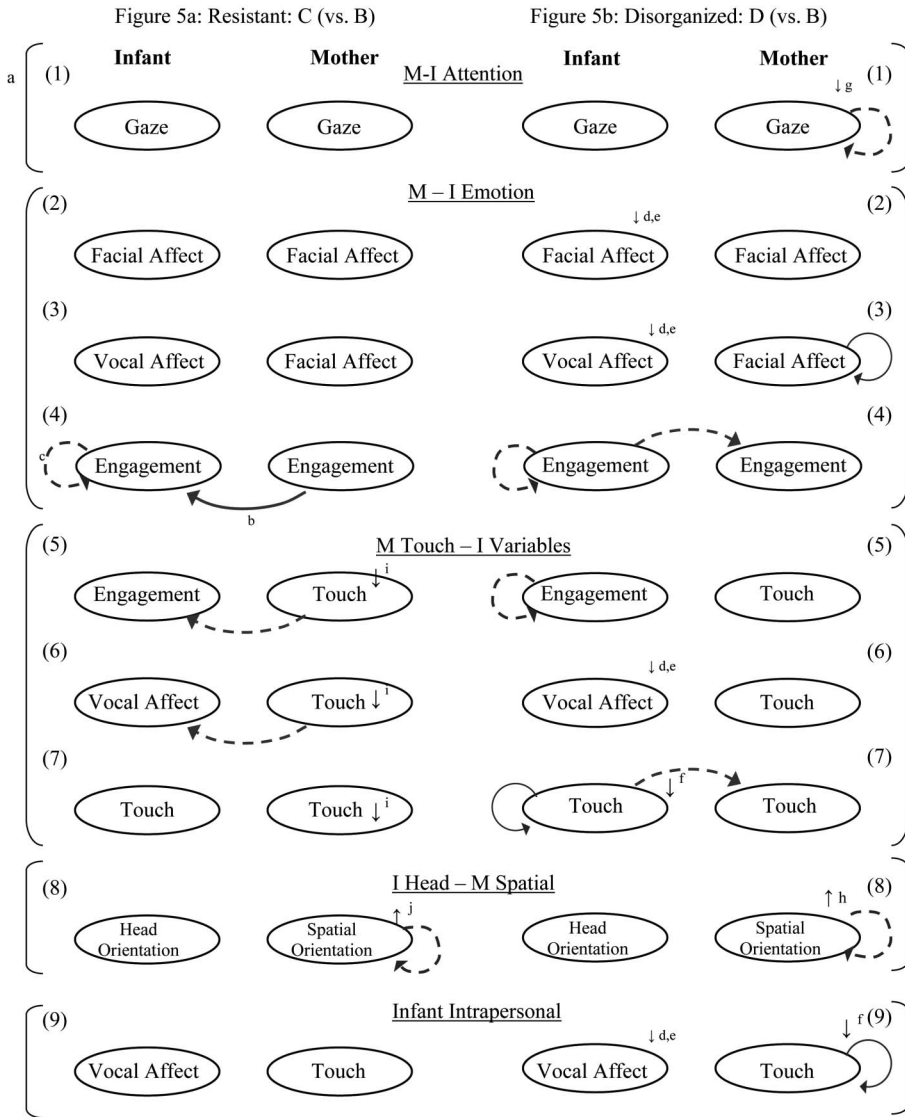 Figure 5a: Resistant: C (vs. B) Figure 5b: Disorganized: D (vs. B)
Infant Mother Infant Mother
a (1) M-I Attention (1)
↓ g
Gaze Gaze Gaze Gaze
M – I Emotion
(2) (2)
↓ d,e
Facial Affect Facial Affect Facial Affect Facial Affect
(3) (3)
↓ d,e
Vocal Affect Facial Affect Vocal Affect Facial Affect
(4) (4)
c Engagement Engagement Engagement Engagement
b
M Touch – I Variables
(5) (5)
Engagement Touch ↓ i Engagement Touch
(6) (6)
↓ d,e
Vocal Affect Touch ↓ i Vocal Affect Touch
(7) (7)
Touch Touch ↓ i Touch ↓ f Touch
I Head – M Spatial
(8) (8)
↑ j ↑ h
Head Spatial Head Spatial
Orientation Orientation Orientation Orientation
Infant Intrapersonal
(9) (9)
↓ d,e ↓ f
Vocal Affect Touch Vocal Affect Touch